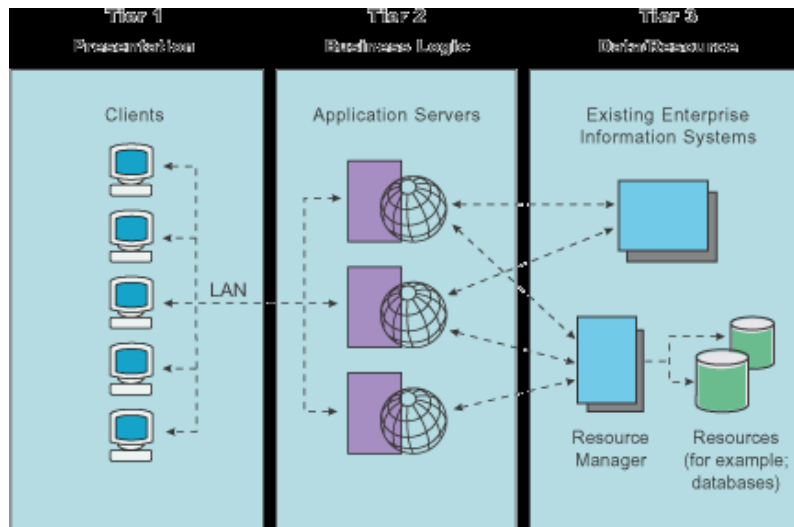 Tier 1
Presentation
Tier 2
Business Logic
Tier 3
Data/Resource
Clients
LAN
Application Servers
Existing Enterprise
Information Systems
Resource
Manager
Resources
(for example;
databases)